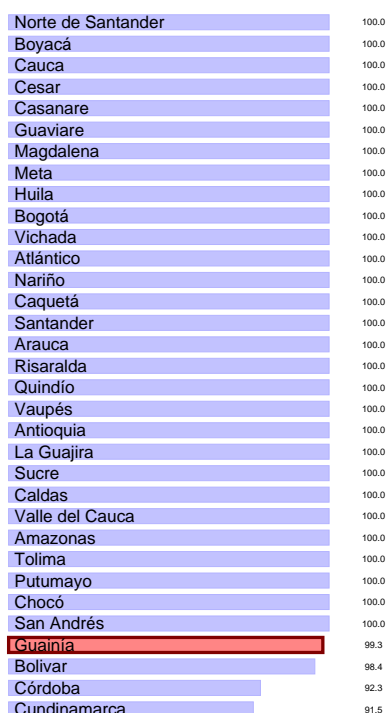 Norte de Santander 100.0
Boyacá 100.0
Cauca 100.0
Cesar 100.0
Casanare 100.0
Guaviare 100.0
Magdalena 100.0
Meta 100.0
Huila 100.0
Bogotá 100.0
Vichada 100.0
Atlántico 100.0
Nariño 100.0
Caquetá 100.0
Santander 100.0
Arauca 100.0
Risaralda 100.0
Quindío 100.0
Vaupés 100.0
Antioquia 100.0
La Guajira 100.0
Sucre 100.0
Caldas 100.0
Valle del Cauca 100.0
Amazonas 100.0
Tolima 100.0
Putumayo 100.0
Chocó 100.0
San Andrés 100.0
Guainía 99.3
Bolivar 98.4
Córdoba 92.3
Cundinamarca 91.5